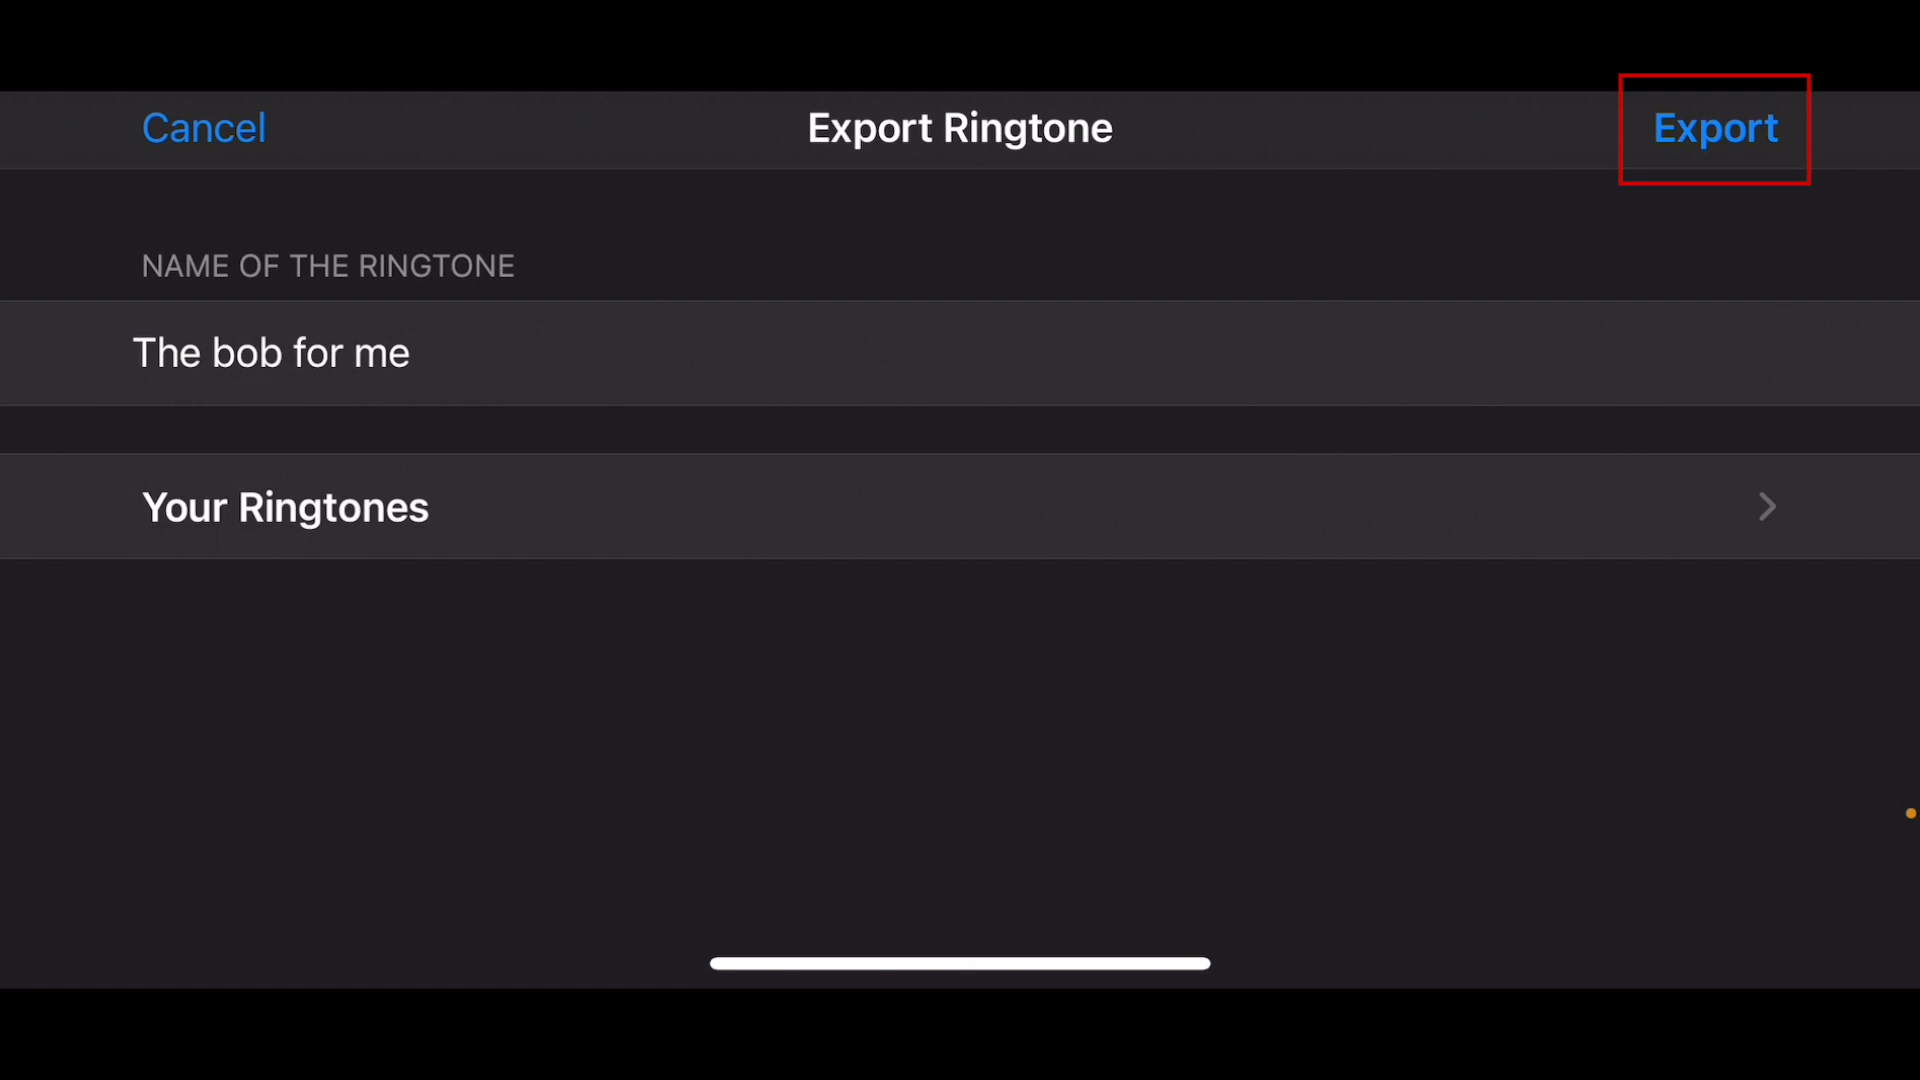 Cancel
Export Ringtone
Export
NAME OF THE RINGTONE
The bob for me
Your Ringtones